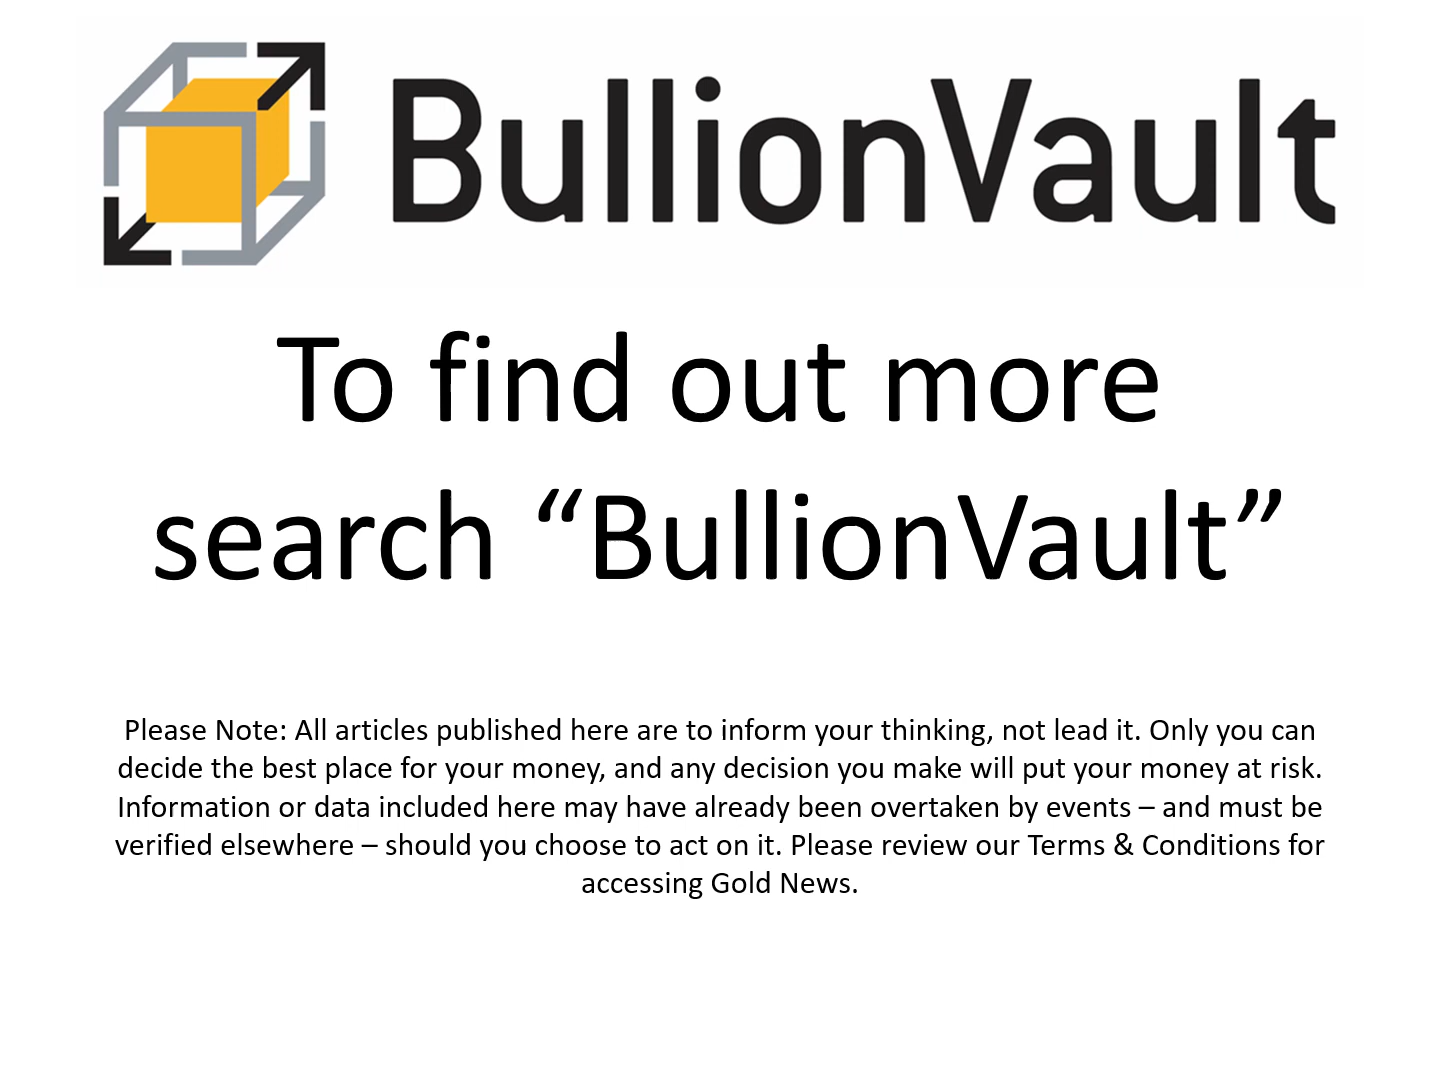 BullionVault
To find out more
search “BullionVault”
Please Note: All articles published here are to inform your thinking, not lead it. Only you can
decide the best place for your money, and any decision you make will put your money at risk.
Information or data included here may have already been overtaken by events – and must be
verified elsewhere – should you choose to act on it. Please review our Terms & Conditions for
accessing Gold News.